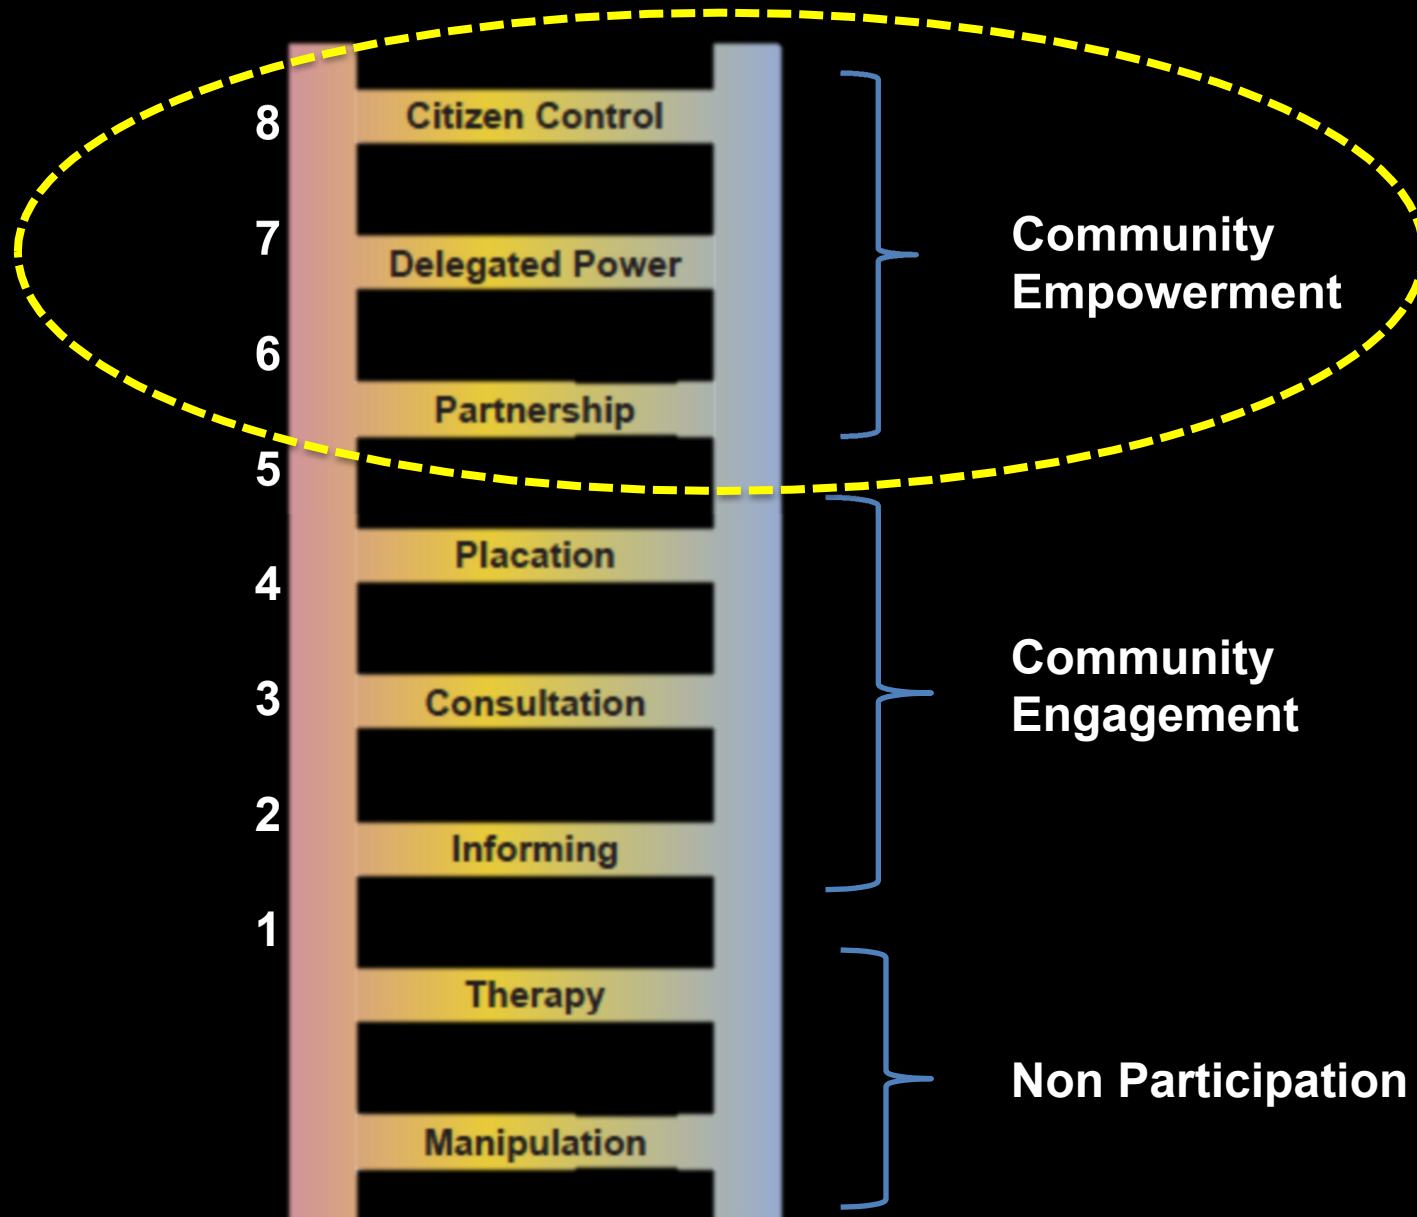 8
Citizen Control
7
Delegated Power
Community
Empowerment
6
Partnership
5
Placation
4
Community
Engagement
3
Consultation
2
Informing
1
Therapy
Non Participation
Manipulation